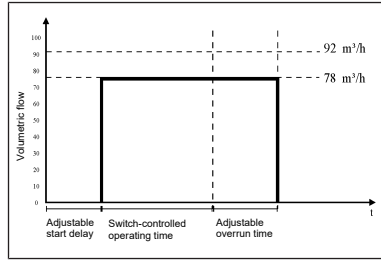 Volumetric flow
100
90
80
70
60
50
40
30
20
10
0
92 m³/h
78 m³/h
t
Adjustable
start delay
Switch-controlled
operating time
Adjustable
overrun time